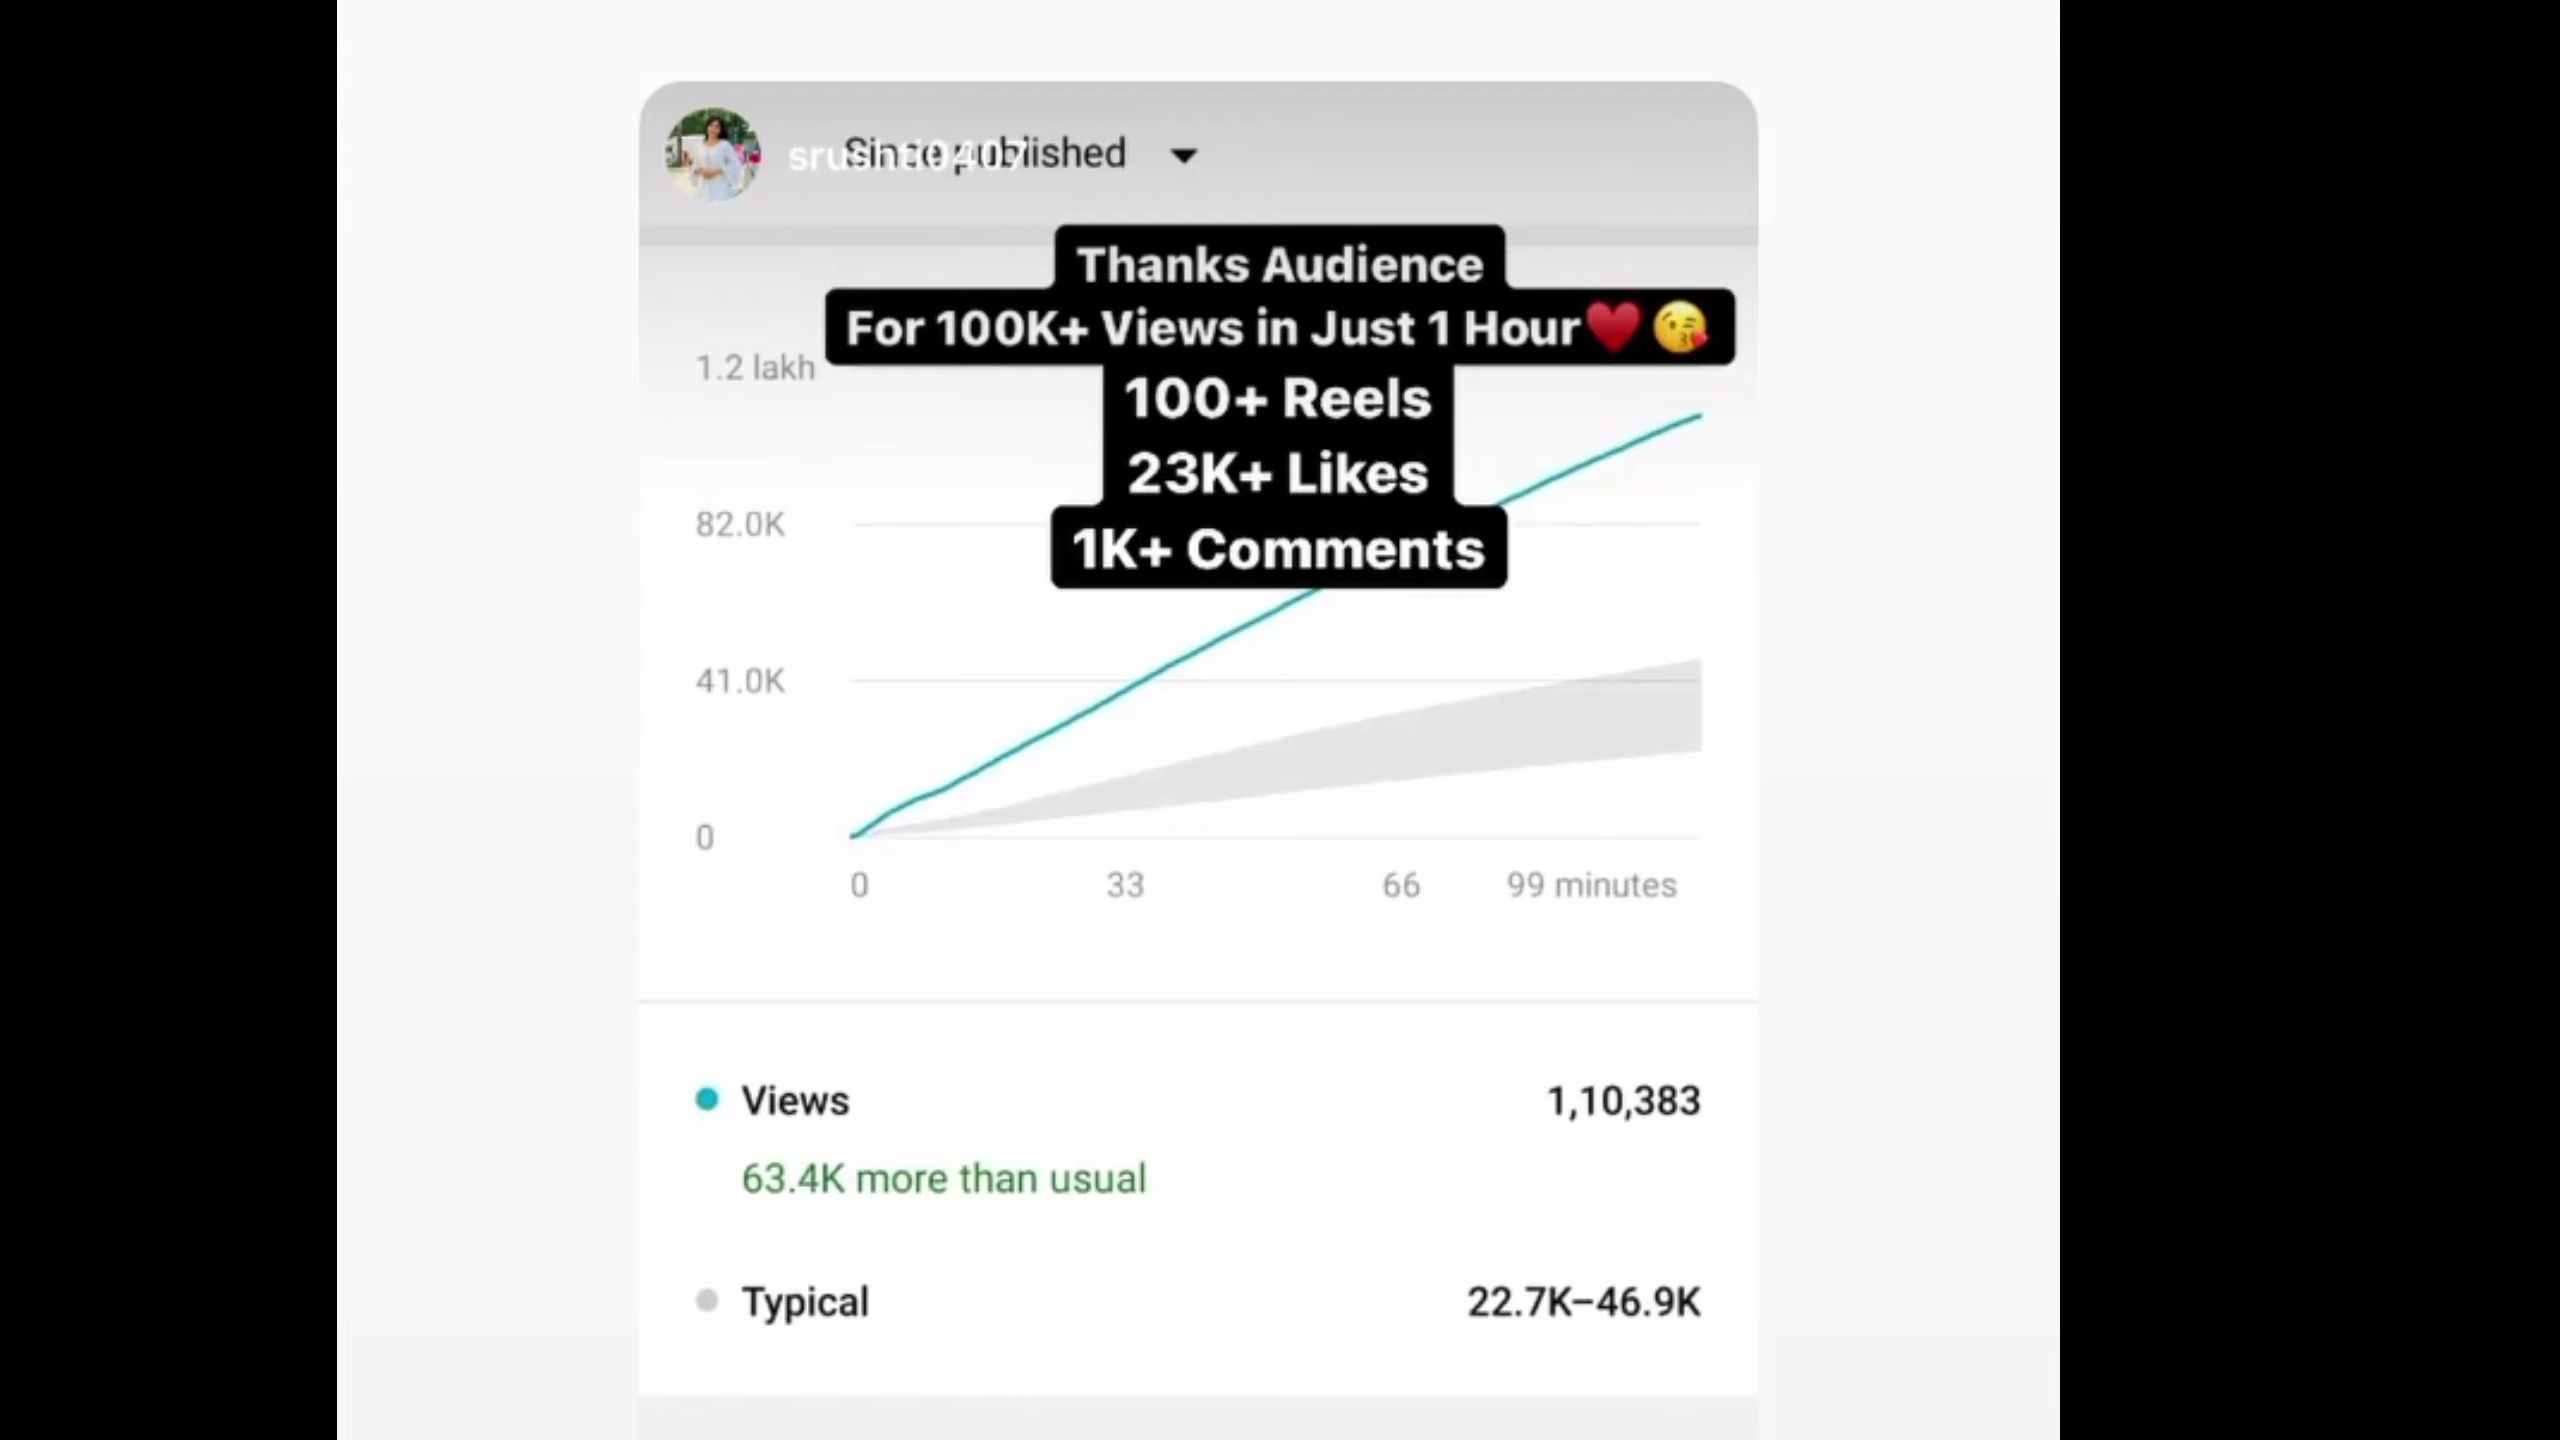 Since published
Thanks Audience
For 100K+ Views in Just 1 Hour♥️😘
100+ Reels
23K+ Likes
1K+ Comments
1.2 lakh
82.0K
41.0K
0
0 33 66 99 minutes
Views 1,10,383
63.4K more than usual
Typical 22.7K–46.9K